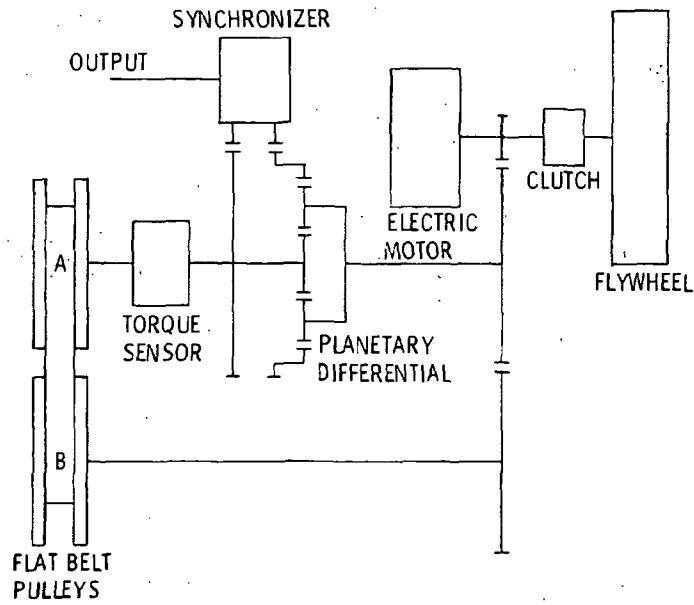 SYNCHRONIZER
OUTPUT
CLUTCH
ELECTRIC
MOTOR
FLYWHEEL
A
TORQUE
SENSOR
PLANETARY
DIFFERENTIAL
B
FLAT BELT
PULLEYS